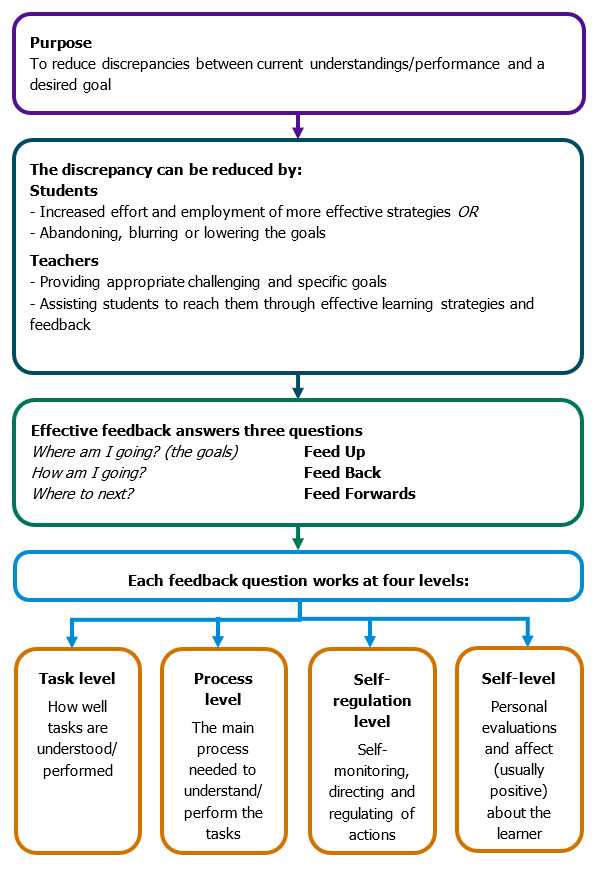 Purpose
To reduce discrepancies between current understandings/performance and a
desired goal
The discrepancy can be reduced by:
Students
- Increased effort and employment of more effective strategies OR
- Abandoning, blurring or lowering the goals
Teachers
- Providing appropriate challenging and specific goals
- Assisting students to reach them through effective learning strategies and
feedback
Effective feedback answers three questions
Where am I going? (the goals) Feed Up
How am I going? Feed Back
Where to next? Feed Forwards
Each feedback question works at four levels:
Task level
How well
tasks are
understood/
performed
Process
level
The main
process
needed to
understand/
perform the
tasks
Self-
regulation
level
Self-
monitoring,
directing and
regulating of
actions
Self-level
Personal
evaluations
and affect
(usually
positive)
about the
learner